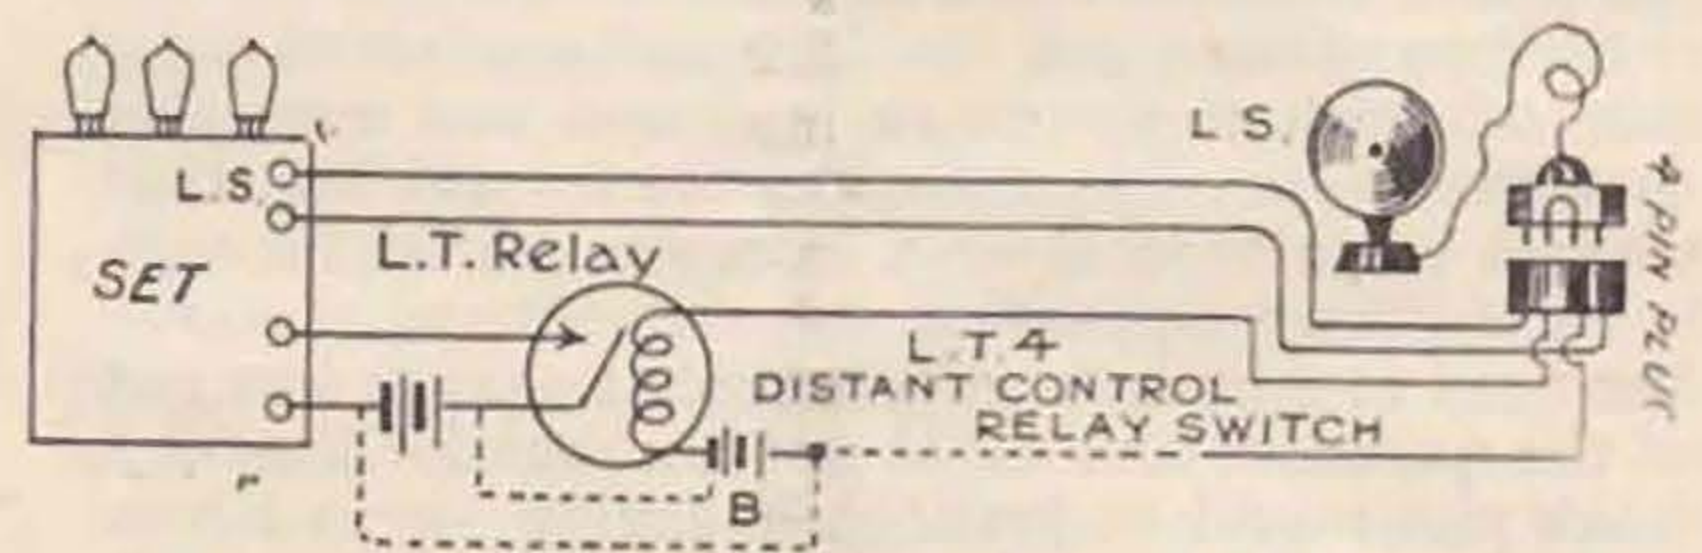 L.S.
SET
L.T. Relay
L.T. 4
DISTANT CONTROL
RELAY SWITCH
B
L S.
4 PIN PLUG